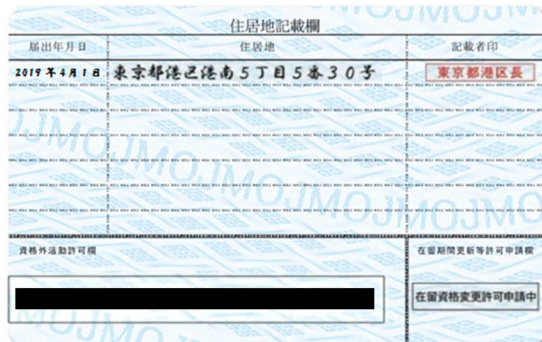 住居地記載欄
届出年月日 住居地 記載者印
2019年4月1日 東京都港区港南5丁目5番30号 東京都港区長
資格外活動許可欄 在留期間更新等許可申請欄
在留資格変更許可申請中
MOJMOJMO
JMOJMOJMOJMOJMOJMO
MOJMO